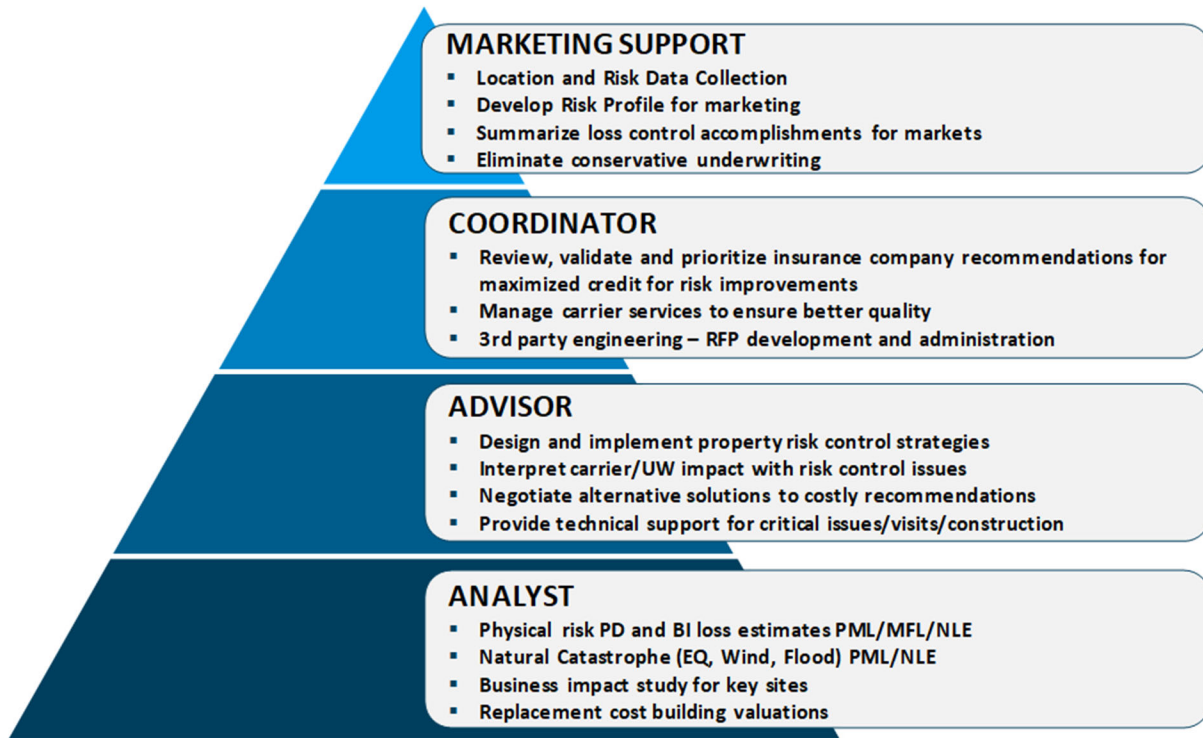 MARKETING SUPPORT
▪ Location and Risk Data Collection
▪ Develop Risk Profile for marketing
▪ Summarize loss control accomplishments for markets
▪ Eliminate conservative underwriting
COORDINATOR
▪ Review, validate and prioritize insurance company recommendations for
maximized credit for risk improvements
▪ Manage carrier services to ensure better quality
▪ 3rd party engineering – RFP development and administration
ADVISOR
▪ Design and implement property risk control strategies
▪ Interpret carrier/UW impact with risk control issues
▪ Negotiate alternative solutions to costly recommendations
▪ Provide technical support for critical issues/visits/construction
ANALYST
▪ Physical risk PD and BI loss estimates PML/MFL/NLE
▪ Natural Catastrophe (EQ, Wind, Flood) PML/NLE
▪ Business impact study for key sites
▪ Replacement cost building valuations